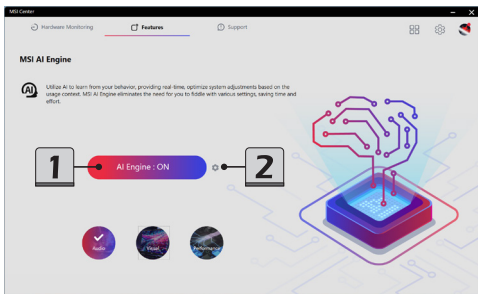 MSI Center
Hardware Monitoring
Features
Support
MSI AI Engine
AI
Utilize AI to learn from your behavior, providing real-time, optimize system adjustments based on the
usage context. MSI AI Engine eliminates the need for you to fiddle with various settings, saving time and
effort.
1
AI Engine : ON
2
Audio
Visual
Performance